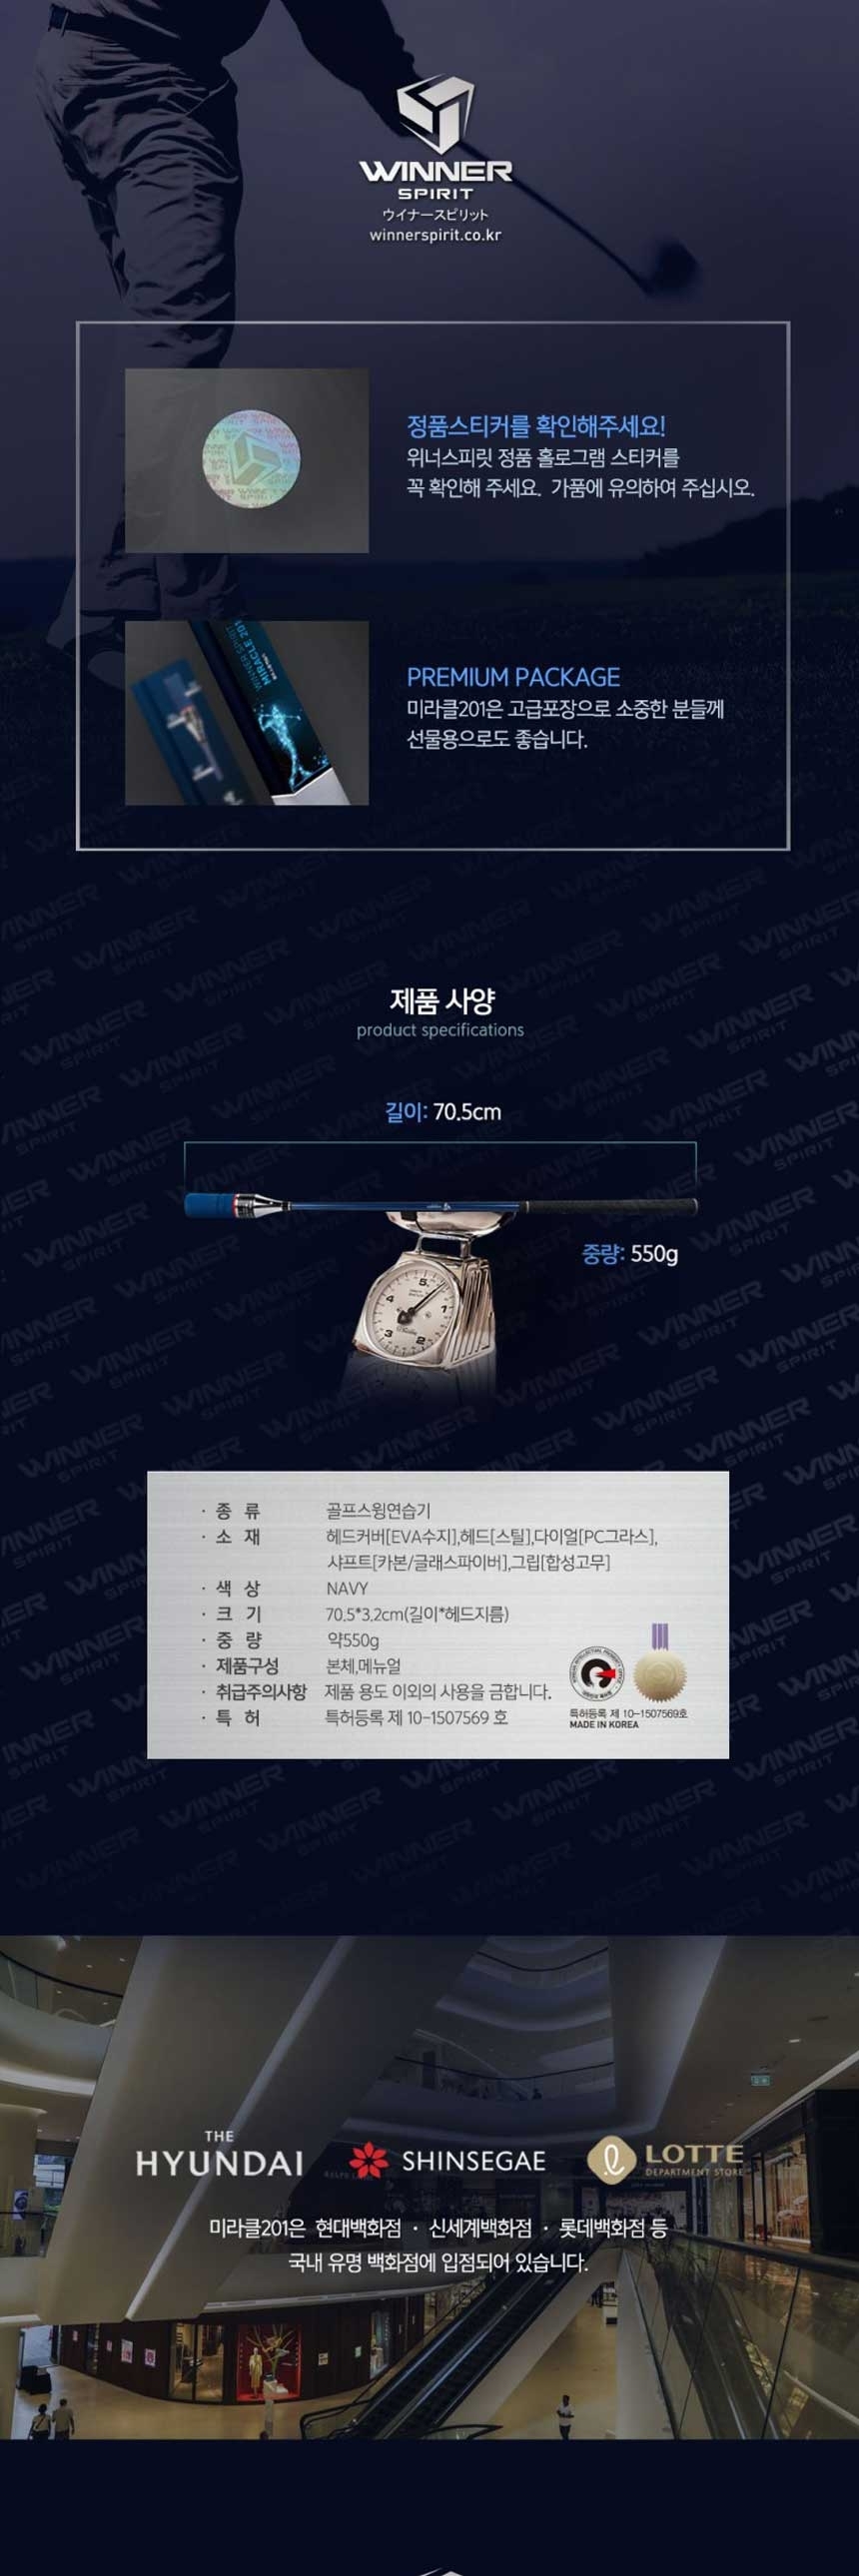 WINNER
SPIRIT
ウイナースピリット
winnerspirit.co.kr
정품스티커를 확인해주세요!
위너스피릿 정품 홀로그램 스티커를
꼭 확인해 주세요. 가품에 유의하여 주십시오.
WINNER SPIRIT
MIRACLE 201
PREMIUM PACKAGE
미라클201은 고급포장으로 소중한 분들께
선물용으로도 좋습니다.
제품 사양
product specifications
길이: 70.5cm
중량: 550g
5
4
1
3
2
· 종 류 골프스윙연습기
· 소 재 헤드커버[EVA수지],헤드[스틸],다이얼[PC그라스],
샤프트[카본/글래스파이버],그립[합성고무]
· 색 상 NAVY
· 크 기 70.5*3.2cm(길이*헤드지름)
· 중 량 약550g
· 제품구성 본체,메뉴얼
· 취급주의사항 제품 용도 이외의 사용을 금합니다.
· 특 허 특허등록 제 10-1507569 호
특허등록 제 10-1507569호
MADE IN KOREA
THE
HYUNDAI
SHINSEGAE
LOTTE
DEPARTMENT STORE
미라클201은 현대백화점 · 신세계백화점 · 롯데백화점 등
국내 유명 백화점에 입점되어 있습니다.